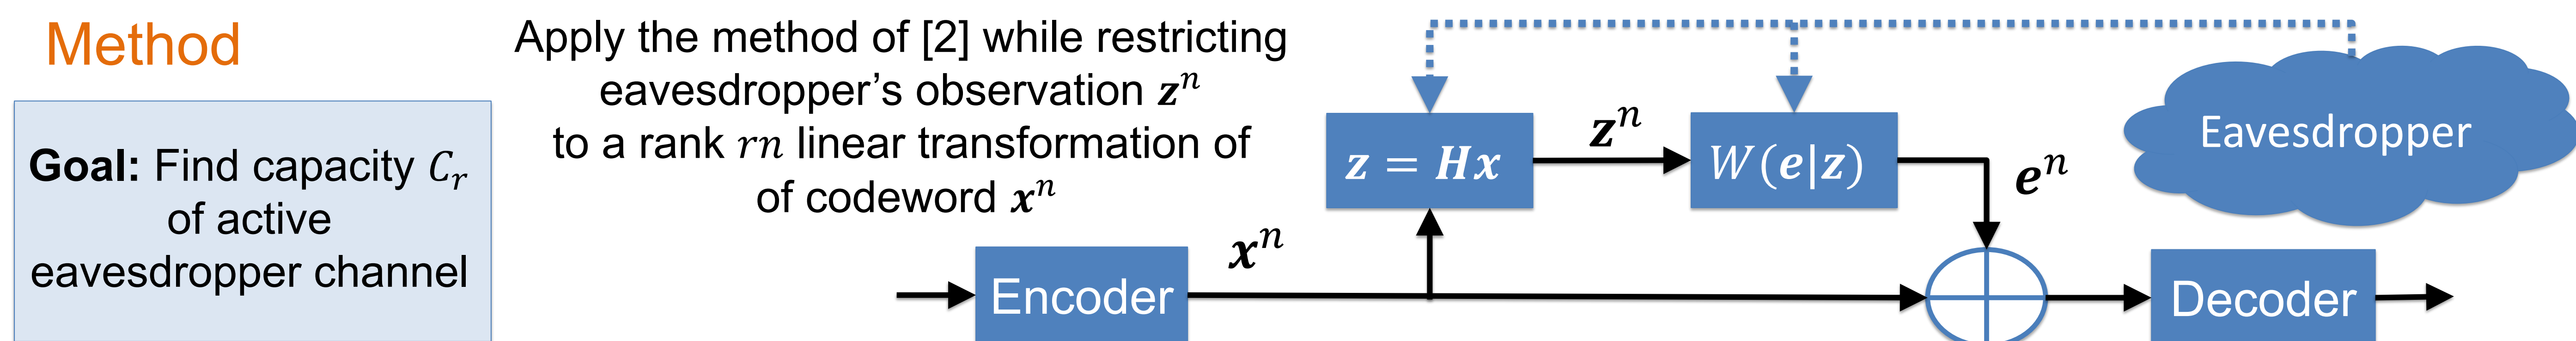 Method
Goal: Find capacity C_r
of active
eavesdropper channel
Apply the method of [2] while restricting
eavesdropper's observation z^n
to a rank rn linear transformation of
of codeword x^n
z = Hx
z^n
W(e|z)
e^n
Eavesdropper
Encoder
x^n
Decoder